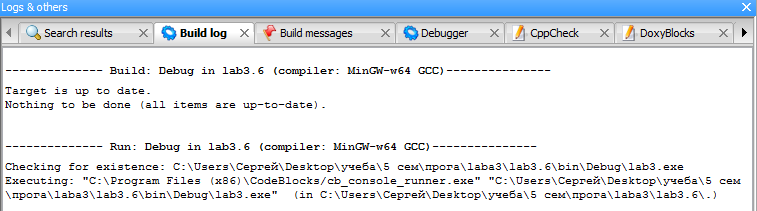 Logs & others
Search results Build log Build messages Debugger CppCheck DoxyBlocks
-------------- Build: Debug in lab3.6 (compiler: MinGW-w64 GCC)---------------
Target is up to date.
Nothing to be done (all items are up-to-date).
-------------- Run: Debug in lab3.6 (compiler: MinGW-w64 GCC)---------------
Checking for existence: C:\Users\Сергей\Desktop\учеба\5 сем\прога\laba3\lab3.6\bin\Debug\lab3.exe
Executing: "C:\Program Files (x86)\CodeBlocks/cb_console_runner.exe" "C:\Users\Сергей\Desktop\учеба\5 сем
\прога\laba3\lab3.6\bin\Debug\lab3.exe"  (in C:\Users\Сергей\Desktop\учеба\5 сем\прога\laba3\lab3.6\.)